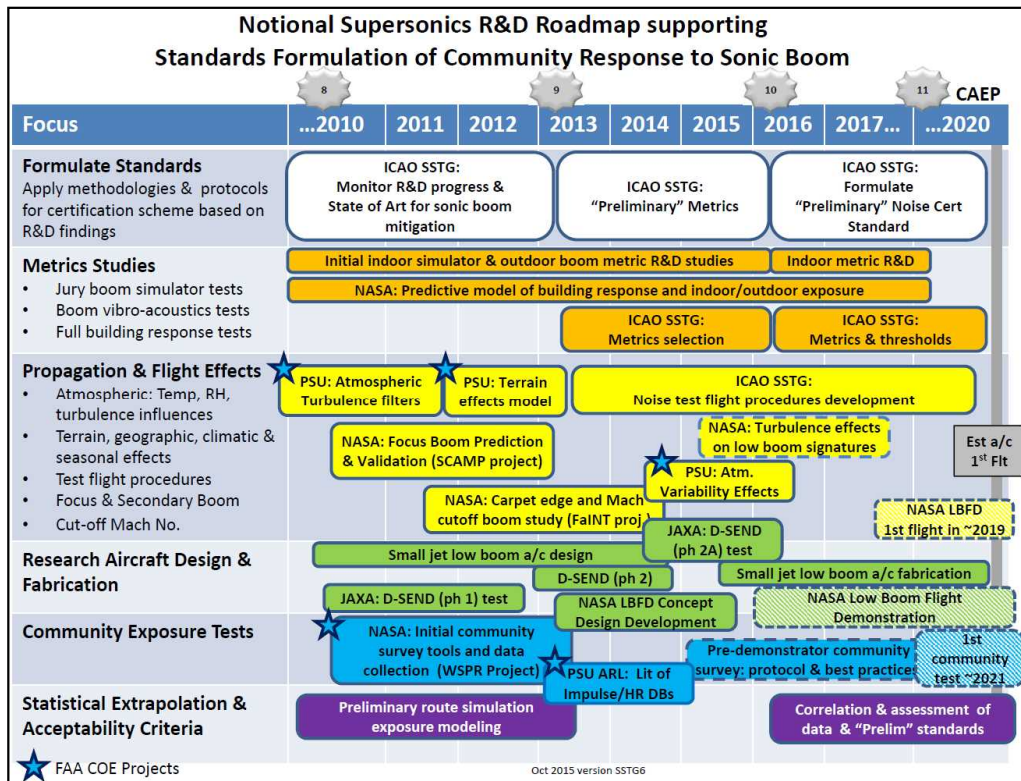 Notional Supersonics R&D Roadmap supporting
Standards Formulation of Community Response to Sonic Boom
8
9
10
11
CAEP
Focus
...2010
2011
2012
2013
2014
2015
2016
2017...
...2020
Formulate Standards
Apply methodologies & protocols
for certification scheme based on
R&D findings
ICAO SSTG:
Monitor R&D progress &
State of Art for sonic boom
mitigation
ICAO SSTG:
"Preliminary" Metrics
ICAO SSTG:
Formulate
"Preliminary" Noise Cert
Standard
Metrics Studies
• Jury boom simulator tests
• Boom vibro-acoustics tests
• Full building response tests
Initial indoor simulator & outdoor boom metric R&D studies
Indoor metric R&D
NASA: Predictive model of building response and indoor/outdoor exposure
ICAO SSTG:
Metrics selection
ICAO SSTG:
Metrics & thresholds
Propagation & Flight Effects
• Atmospheric: Temp, RH,
turbulence influences
• Terrain, geographic, climatic &
seasonal effects
• Test flight procedures
• Focus & Secondary Boom
• Cut-off Mach No.
PSU: Atmospheric
Turbulence filters
PSU: Terrain
effects model
ICAO SSTG:
Noise test flight procedures development
NASA: Focus Boom Prediction
& Validation (SCAMP project)
NASA: Turbulence effects
on low boom signatures
PSU: Atm.
Variability Effects
Est a/c
1st Flt
NASA: Carpet edge and Mach
cutoff boom study (FaINT proj.)
NASA LBFD
1st flight in ~2019
JAXA: D-SEND
(ph 2A) test
Research Aircraft Design &
Fabrication
Small jet low boom a/c design
D-SEND (ph 2)
Small jet low boom a/c fabrication
JAXA: D-SEND (ph 1) test
NASA LBFD Concept
Design Development
NASA Low Boom Flight
Demonstration
Community Exposure Tests
NASA: Initial community
survey tools and data
collection (WSPR Project)
PSU ARL: Lit of
Impulse/HR DBs
Pre-demonstrator community
survey: protocol & best practices
1st
community
test ~2021
Statistical Extrapolation &
Acceptability Criteria
Preliminary route simulation
exposure modeling
Correlation & assessment of
data & "Prelim" standards
FAA COE Projects
Oct 2015 version SSTG6